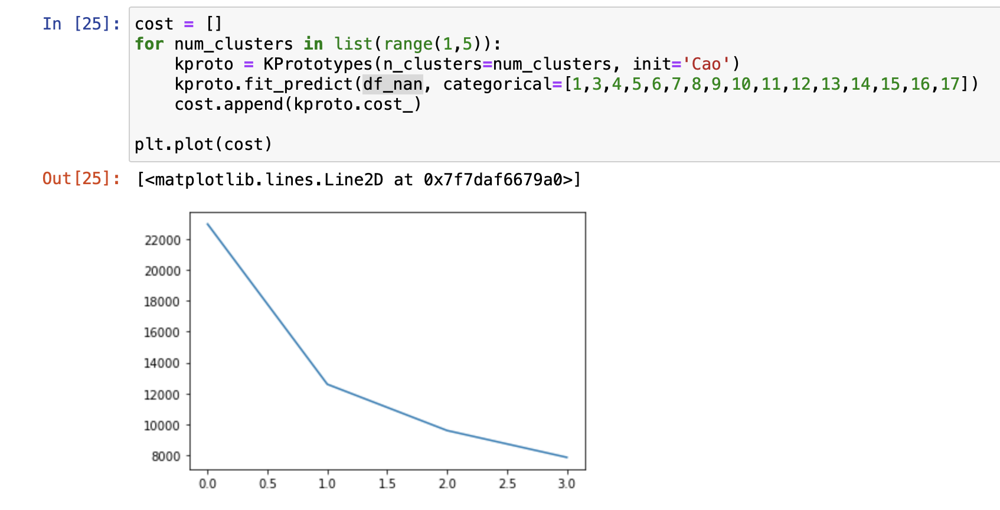 In [25]: cost = []
for num_clusters in list(range(1,5)):
    kproto = KPrototypes(n_clusters=num_clusters, init='Cao')
    kproto.fit_predict(df_nan, categorical=[1,3,4,5,6,7,8,9,10,11,12,13,14,15,16,17])
    cost.append(kproto.cost_)
plt.plot(cost)
Out[25]: [<matplotlib.lines.Line2D at 0x7f7daf6679a0>]
22000
20000
18000
16000
14000
12000
10000
8000
0.0 0.5 1.0 1.5 2.0 2.5 3.0